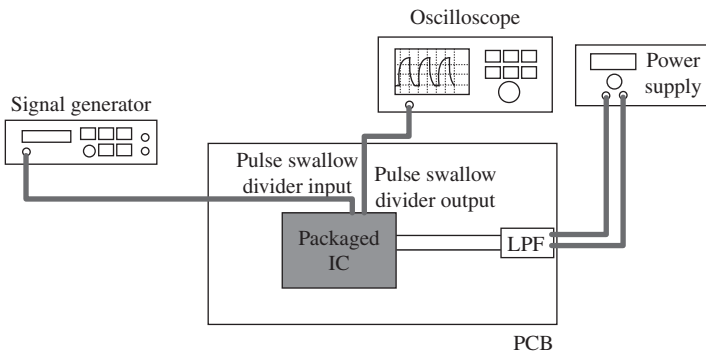 Oscilloscope
Power
supply
Signal generator
Pulse swallow
divider input
Pulse swallow
divider output
Packaged
IC
LPF
PCB